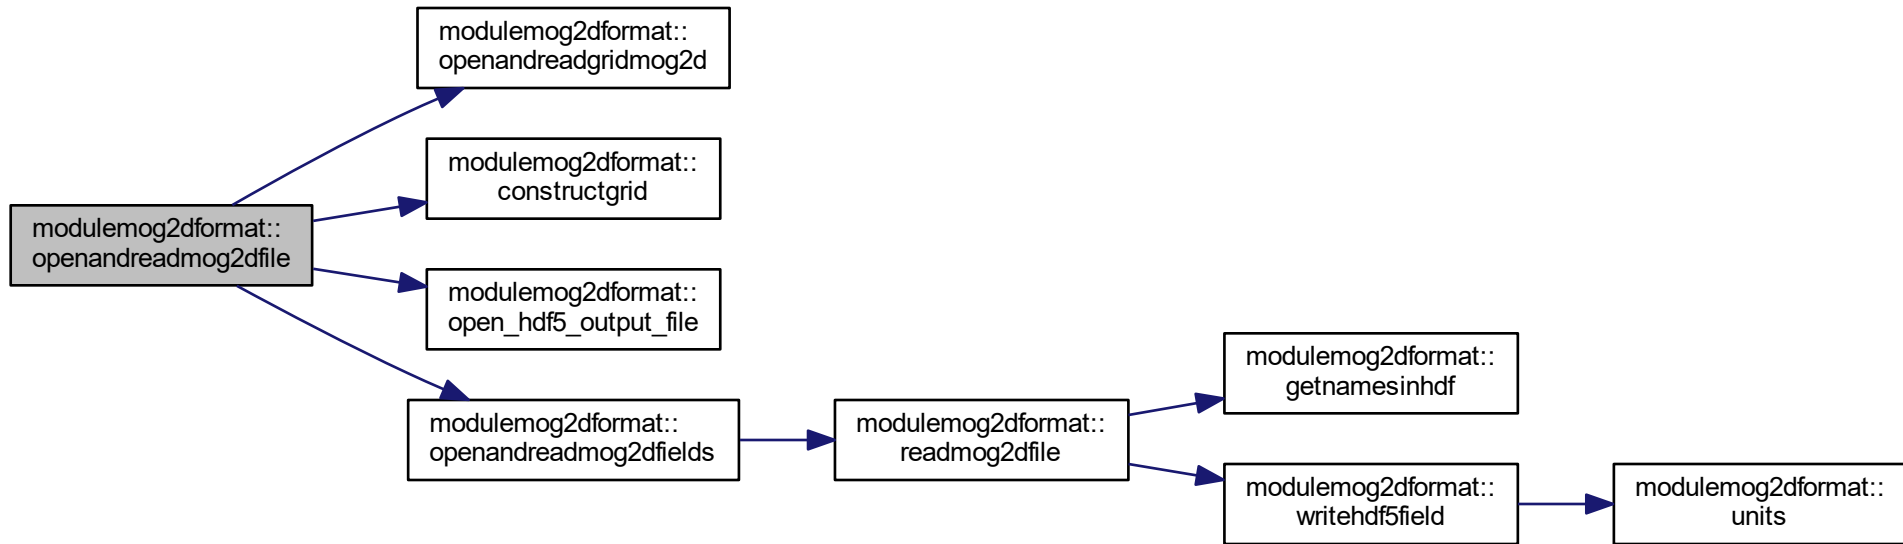 modulemog2dformat::
openandreadgridmog2d
modulemog2dformat::
constructgrid
modulemog2dformat::
openandreadmog2dfile
modulemog2dformat::
open_hdf5_output_file
modulemog2dformat::
openandreadmog2dfields
modulemog2dformat::
readmog2dfile
modulemog2dformat::
getnamesinhdf
modulemog2dformat::
writehdf5field
modulemog2dformat::
units